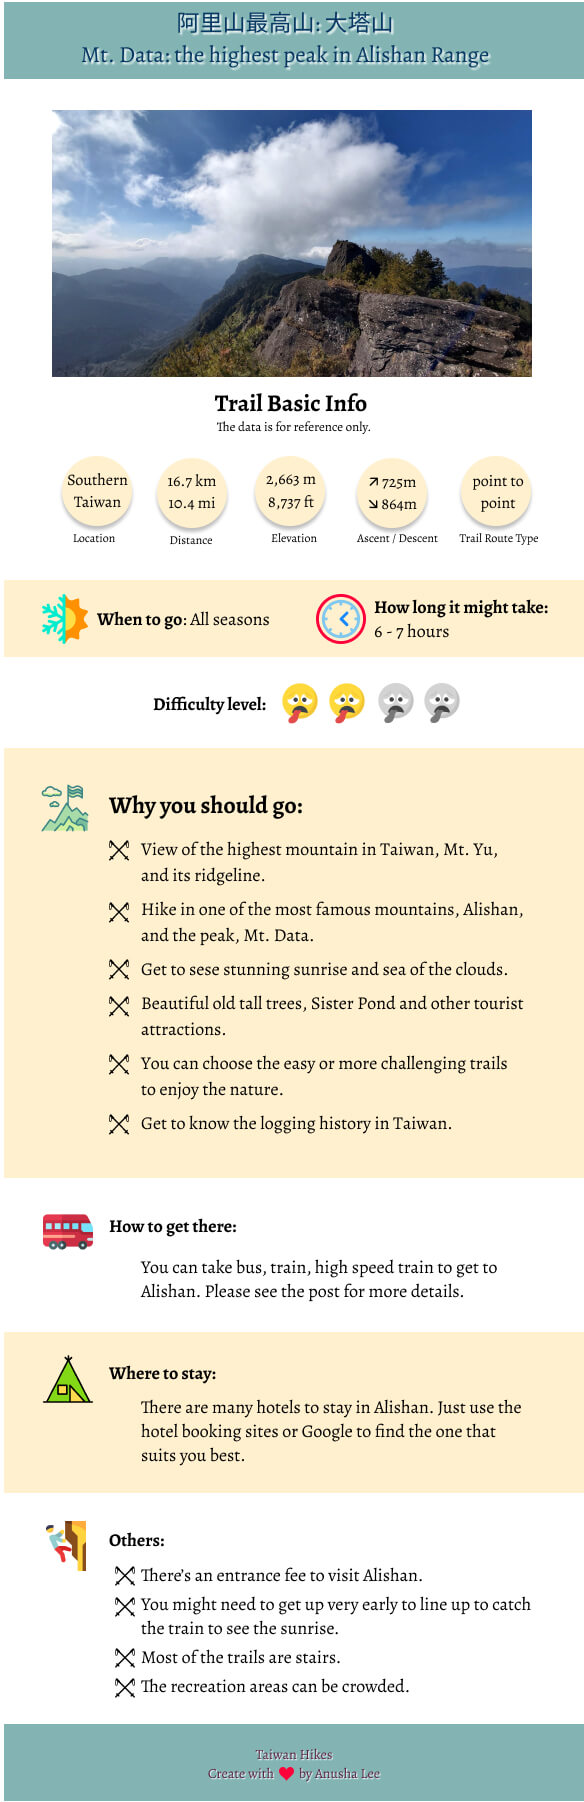 阿里山最高山: 大塔山
Mt. Data: the highest peak in Alishan Range
Trail Basic Info
The data is for reference only.
Southern
Taiwan
Location
16.7 km
10.4 mi
Distance
2,663 m
8,737 ft
Elevation
↗ 725m
↘ 864m
Ascent / Descent
point to
point
Trail Route Type
When to go: All seasons
How long it might take:
6 - 7 hours
Difficulty level:
Why you should go:
View of the highest mountain in Taiwan, Mt. Yu,
and its ridgeline.
Hike in one of the most famous mountains, Alishan,
and the peak, Mt. Data.
Get to sese stunning sunrise and sea of the clouds.
Beautiful old tall trees, Sister Pond and other tourist
attractions.
You can choose the easy or more challenging trails
to enjoy the nature.
Get to know the logging history in Taiwan.
How to get there:
You can take bus, train, high speed train to get to
Alishan. Please see the post for more details.
Where to stay:
There are many hotels to stay in Alishan. Just use the
hotel booking sites or Google to find the one that
suits you best.
Others:
There's an entrance fee to visit Alishan.
You might need to get up very early to line up to catch
the train to see the sunrise.
Most of the trails are stairs.
The recreation areas can be crowded.
Taiwan Hikes
Create with ❤ by Anusha Lee